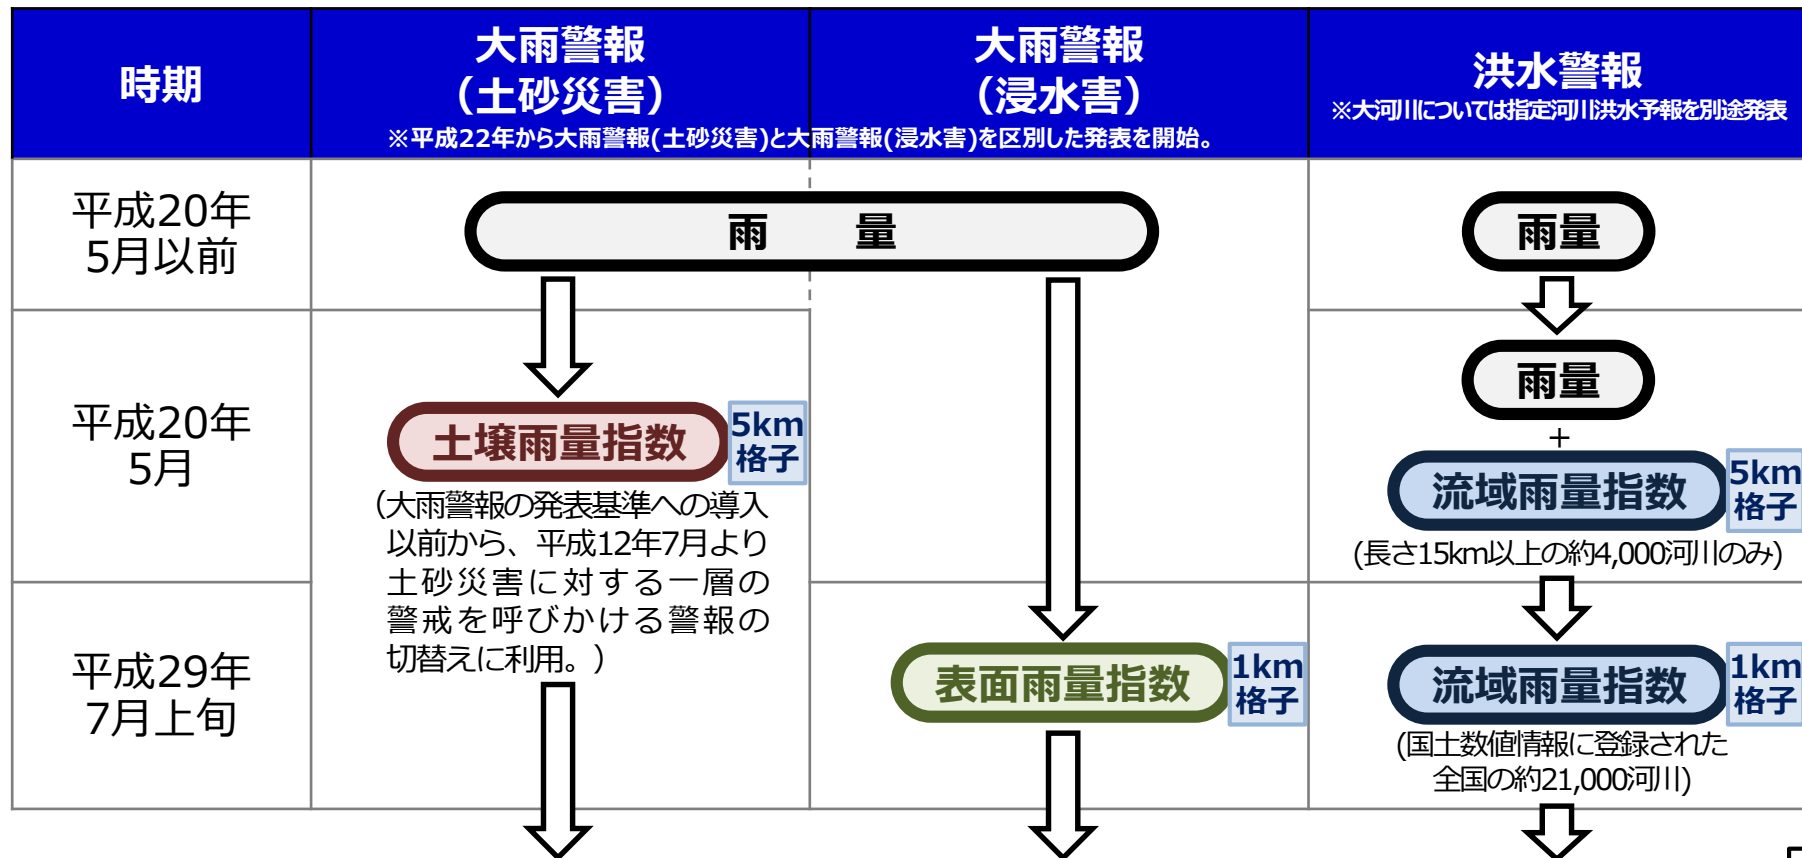 時期
大雨警報
（土砂災害）
大雨警報
（浸水害）
※平成22年から大雨警報(土砂災害)と大雨警報(浸水害)を区別した発表を開始。
洪水警報
※大河川については指定河川洪水予報を別途発表
平成20年
5月以前
雨　　量
雨量
平成20年
5月
土壌雨量指数
5km
格子
（大雨警報の発表基準への導入
以前から、平成12年7月より
土砂災害に対する一層の
警戒を呼びかける警報の
切替えに利用。）
雨量
+
流域雨量指数
5km
格子
(長さ15km以上の約4,000河川のみ)
平成29年
7月上旬
表面雨量指数
1km
格子
流域雨量指数
1km
格子
(国土数値情報に登録された
全国の約21,000河川)